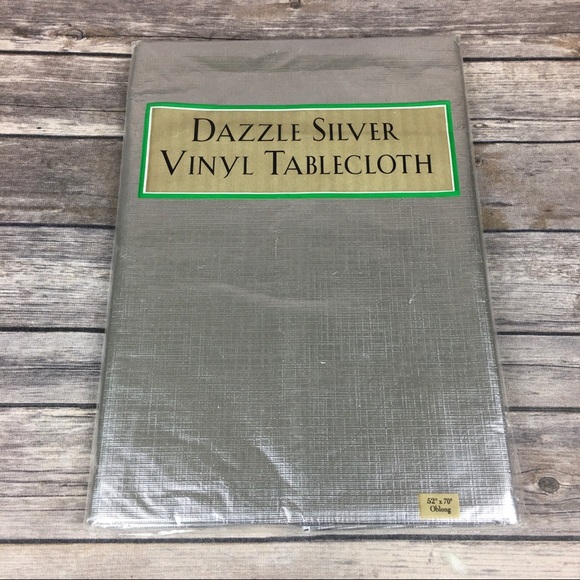 DAZZLE SILVER
VINYL TABLECLOTH
52" x 70"
Oblong